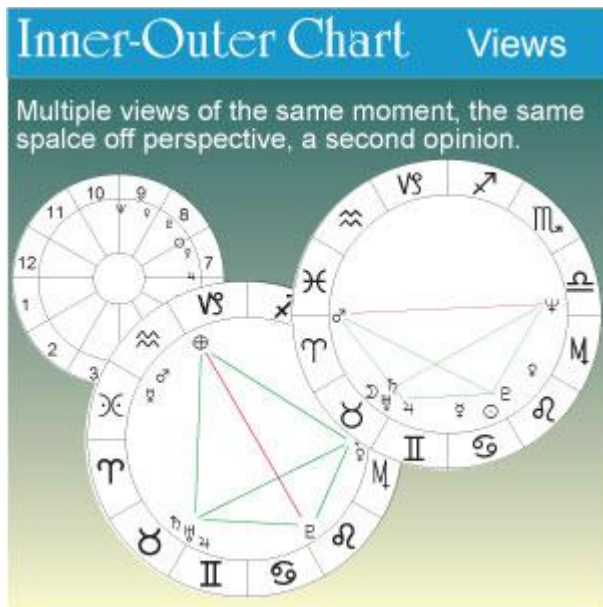 Inner-Outer Chart Views
Multiple views of the same moment, the same
spalce off perspective, a second opinion.
10 9
11 8
12 7
1
2
3